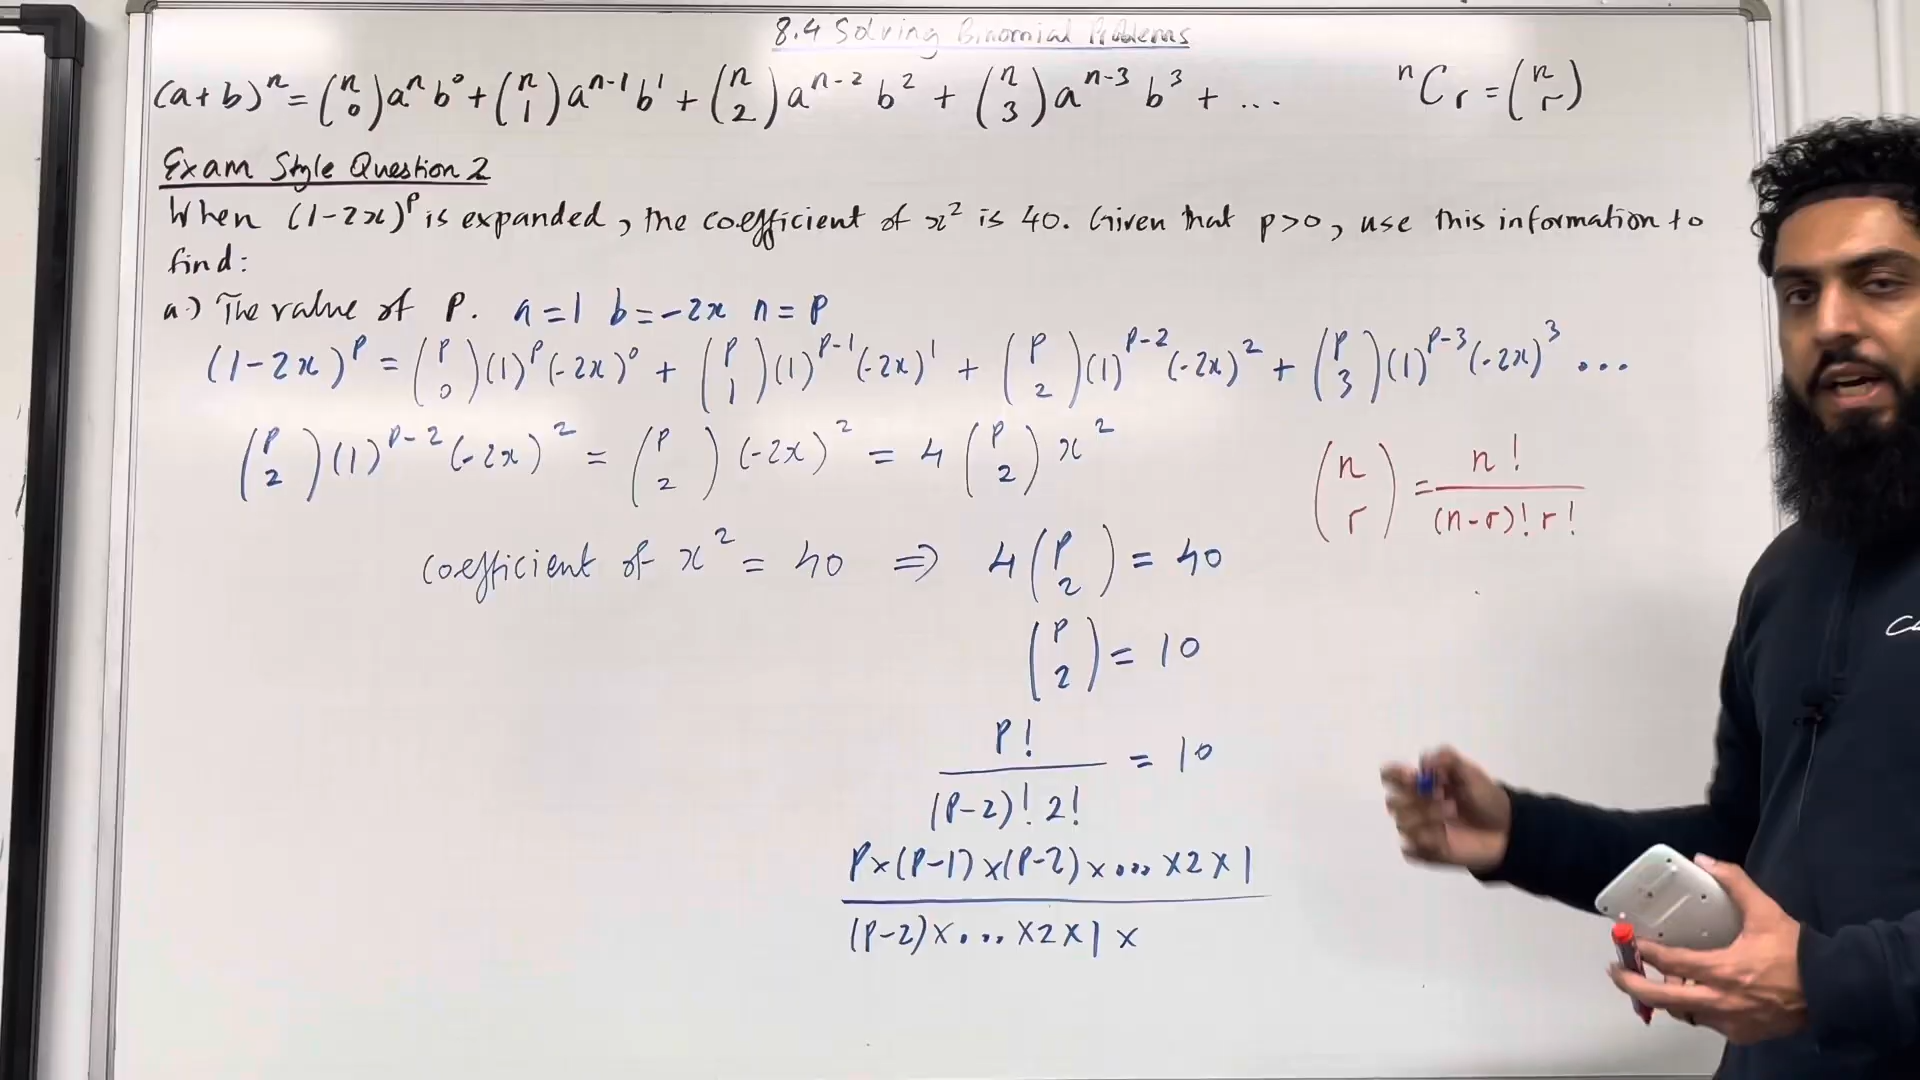 8.4 Solving Binomial Problems
(a+b)^n = (n 0) a^n b^0 + (n 1) a^{n-1} b^1 + (n 2) a^{n-2} b^2 + (n 3) a^{n-3} b^3 + ... nCr = (n r)
Exam Style Question 2
When (1-2x)^p is expanded, the coefficient of x^2 is 40. Given that p>0, use this information to
find:
a.) The value of P. a=1 b=-2x n=p
(1-2x)^p = (p 0)(1)^p(-2x)^0 + (p 1)(1)^{p-1}(-2x)^1 + (p 2)(1)^{p-2}(-2x)^2 + (p 3)(1)^{p-3}(-2x)^3 ...
(p 2)(1)^{p-2}(-2x)^2 = (p 2)(-2x)^2 = 4(p 2)x^2
(n r) = n! / (n-r)! r!
coefficient of x^2 = 40 ⇒ 4(p 2) = 40
(p 2) = 10
P! / (P-2)! 2! = 10
P×(P-1)×(P-2)×...×2×1
(P-2)×...×2×1×